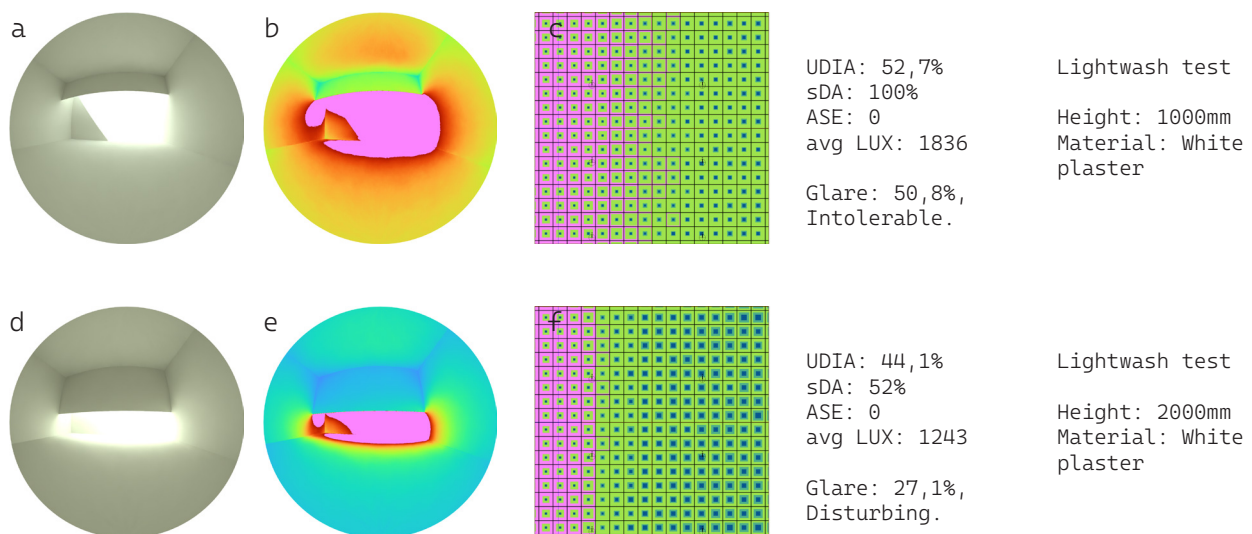 a
b
c
UDIA: 52,7%
sDA: 100%
ASE: 0
avg LUX: 1836
Glare: 50,8%,
Intolerable.
Lightwash test
Height: 1000mm
Material: White
plaster
d
e
f
UDIA: 44,1%
sDA: 52%
ASE: 0
avg LUX: 1243
Glare: 27,1%,
Disturbing.
Lightwash test
Height: 2000mm
Material: White
plaster